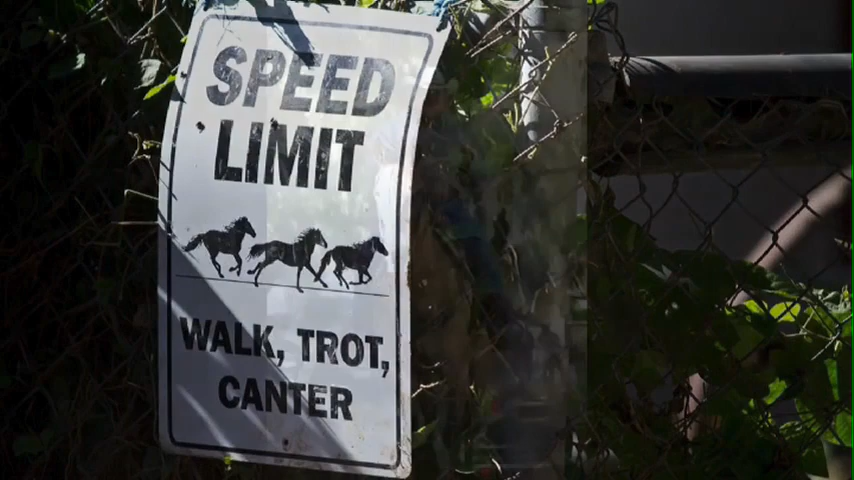 SPEED
LIMIT
WALK, TROT,
CANTER